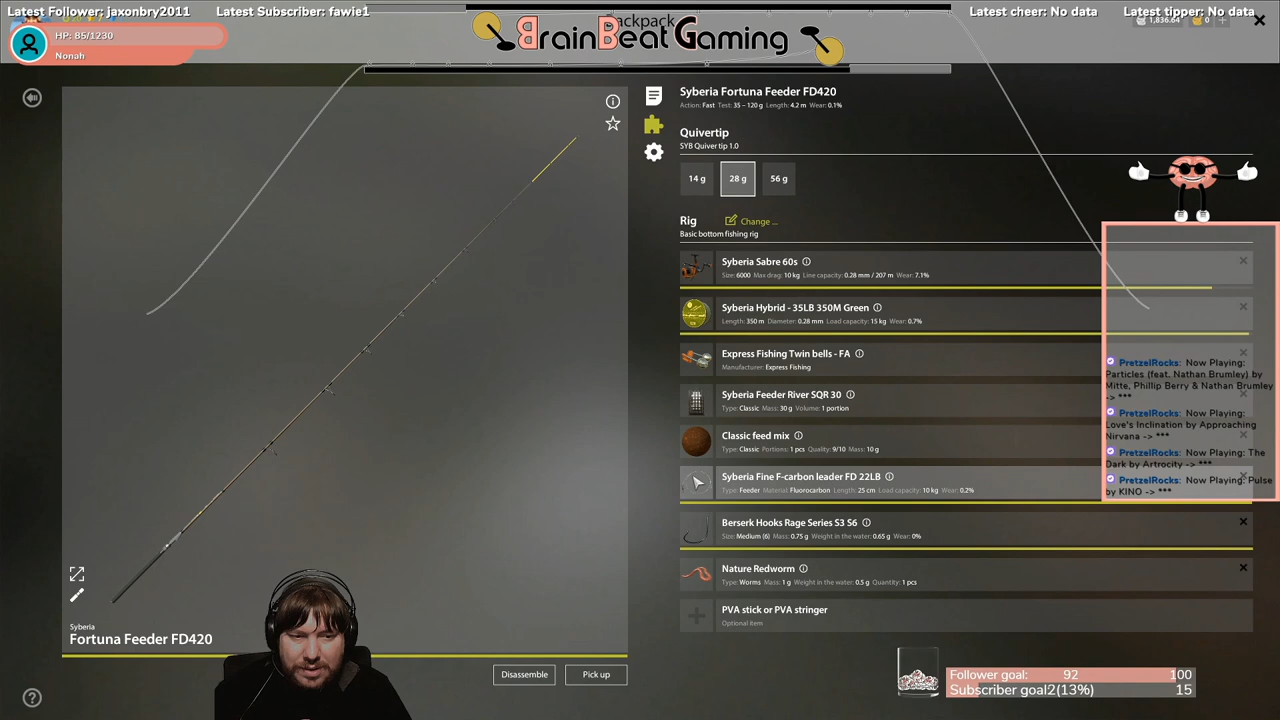 Latest Follower: jaxonbry2011
Latest Subscriber: fawie1
Latest cheer: No data
Latest tipper: No data
HP: 85/1230
Nonah
BrainBeatGaming
1,836.64
0
Syberia Fortuna Feeder FD420
Action: Fast Test: 35 – 120 g Length: 4.2 m Wear: 0.1%
Quivertip
SYB Quiver tip 1.0
14 g
28 g
56 g
Rig
Change ...
Basic bottom fishing rig
Syberia Sabre 60s
Size: 6000 Max drag: 10 kg Line capacity: 0.28 mm / 207 m Wear: 7.1%
Syberia Hybrid - 35LB 350M Green
Length: 350 m Diameter: 0.28 mm Load capacity: 15 kg Wear: 0.7%
Express Fishing Twin bells - FA
Manufacturer: Express Fishing
Syberia Feeder River SQR 30
Type: Classic Mass: 30 g Volume: 1 portion
Classic feed mix
Type: Classic Portions: 1 pcs Quality: 9/10 Mass: 10 g
Syberia Fine F-carbon leader FD 22LB
Type: Feeder Material: Fluorocarbon Length: 25 cm Load capacity: 10 kg Wear: 0.2%
Berserk Hooks Rage Series S3 S6
Size: Medium (6) Mass: 0.75 g Weight in the water: 0.65 g Wear: 0%
Nature Redworm
Type: Worms Mass: 1 g Weight in the water: 0.5 g Quantity: 1 pcs
PVA stick or PVA stringer
Optional item
PretzelRocks: Now Playing:
Particles (feat. Nathan Brumley) by
Mitte, Phillip Berry & Nathan Brumley
-> ***
PretzelRocks: Now Playing:
Love's Inclination by Approaching
Nirvana -> ***
PretzelRocks: Now Playing: The
Dark by Artrocity -> ***
PretzelRocks: Now Playing: Pulse
by KINO -> ***
Syberia
Fortuna Feeder FD420
Disassemble
Pick up
Follower goal: 92 100
Subscriber goal2(13%) 15